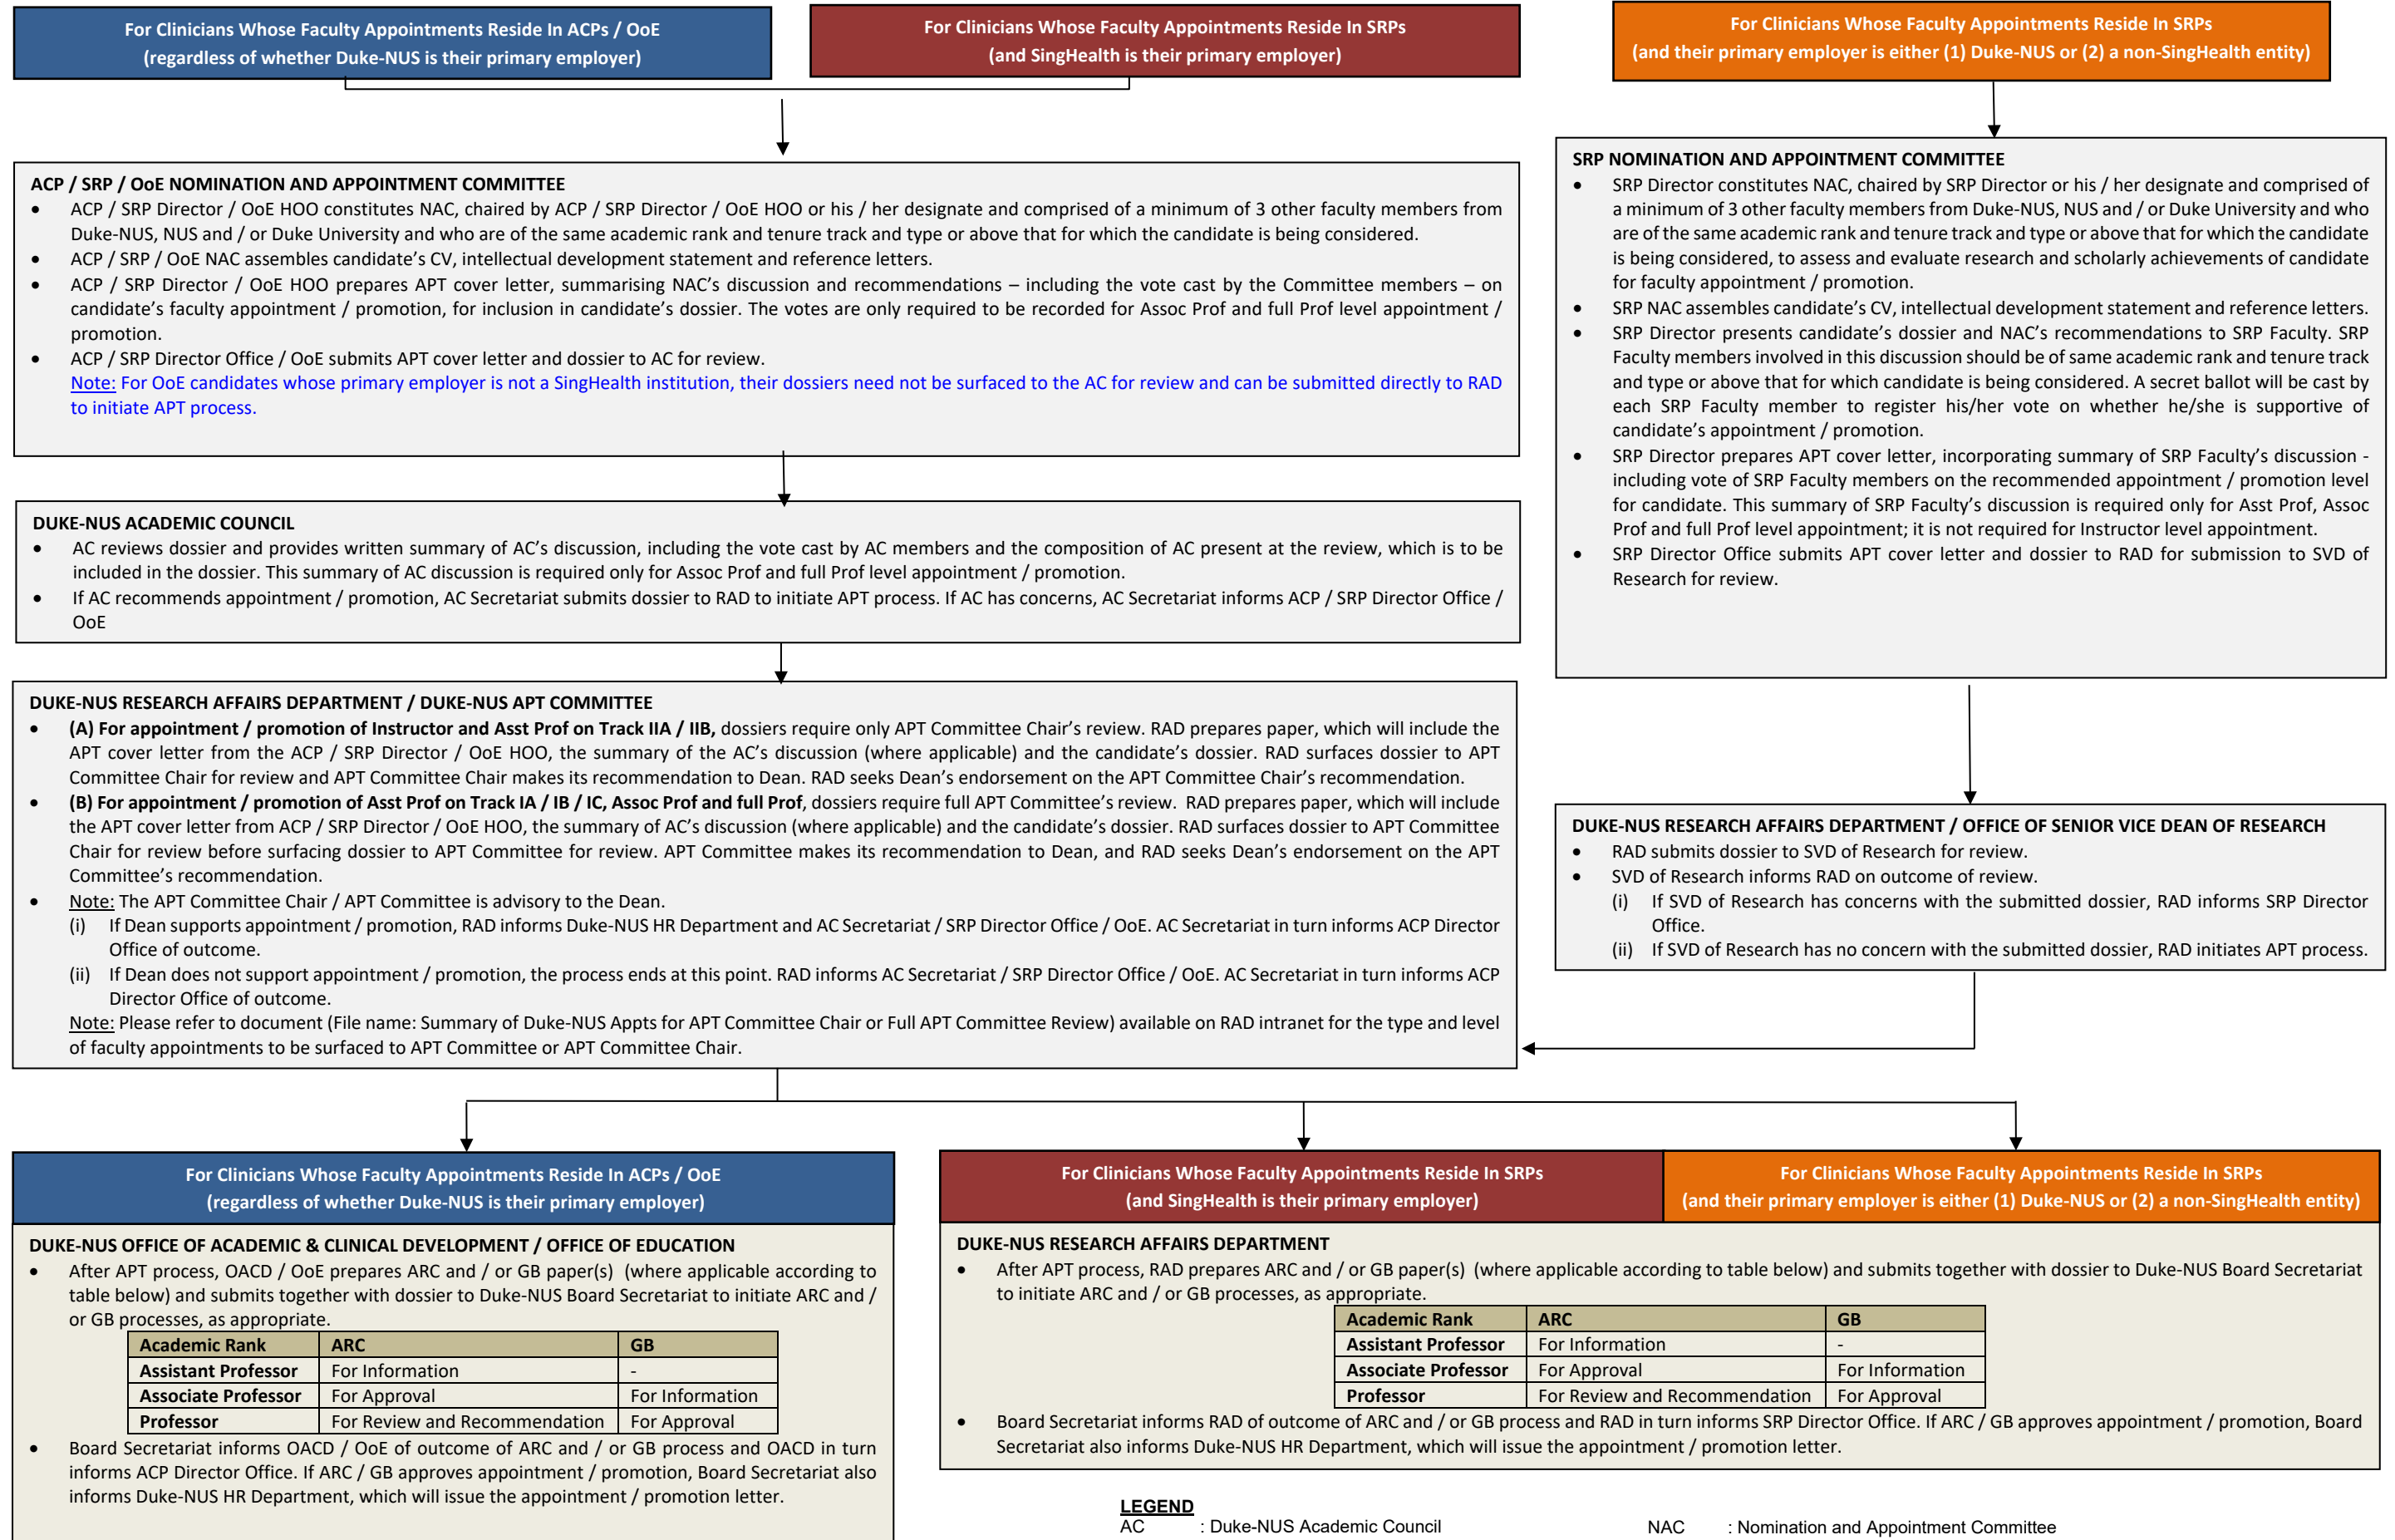 For Clinicians Whose Faculty Appointments Reside In ACPs / OoE
(regardless of whether Duke-NUS is their primary employer)
For Clinicians Whose Faculty Appointments Reside In SRPs
(and SingHealth is their primary employer)
For Clinicians Whose Faculty Appointments Reside In SRPs
(and their primary employer is either (1) Duke-NUS or (2) a non-SingHealth entity)
ACP / SRP / OoE NOMINATION AND APPOINTMENT COMMITTEE
• ACP / SRP Director / OoE HOO constitutes NAC, chaired by ACP / SRP Director / OoE HOO or his / her designate and comprised of a minimum of 3 other faculty members from
Duke-NUS, NUS and / or Duke University and who are of the same academic rank and tenure track and type or above that for which the candidate is being considered.
• ACP / SRP / OoE NAC assembles candidate's CV, intellectual development statement and reference letters.
• ACP / SRP Director / OoE HOO prepares APT cover letter, summarising NAC's discussion and recommendations – including the vote cast by the Committee members – on
candidate's faculty appointment / promotion, for inclusion in candidate's dossier. The votes are only required to be recorded for Assoc Prof and full Prof level appointment /
promotion.
• ACP / SRP Director Office / OoE submits APT cover letter and dossier to AC for review.
Note: For OoE candidates whose primary employer is not a SingHealth institution, their dossiers need not be surfaced to the AC for review and can be submitted directly to RAD
to initiate APT process.
SRP NOMINATION AND APPOINTMENT COMMITTEE
• SRP Director constitutes NAC, chaired by SRP Director or his / her designate and comprised of
a minimum of 3 other faculty members from Duke-NUS, NUS and / or Duke University and who
are of the same academic rank and tenure track and type or above that for which the candidate
is being considered, to assess and evaluate research and scholarly achievements of candidate
for faculty appointment / promotion.
• SRP NAC assembles candidate's CV, intellectual development statement and reference letters.
• SRP Director presents candidate's dossier and NAC's recommendations to SRP Faculty. SRP
Faculty members involved in this discussion should be of same academic rank and tenure track
and type or above that for which candidate is being considered. A secret ballot will be cast by
each SRP Faculty member to register his/her vote on whether he/she is supportive of
candidate's appointment / promotion.
• SRP Director prepares APT cover letter, incorporating summary of SRP Faculty's discussion -
including vote of SRP Faculty members on the recommended appointment / promotion level
for candidate. This summary of SRP Faculty's discussion is required only for Asst Prof, Assoc
Prof and full Prof level appointment; it is not required for Instructor level appointment.
• SRP Director Office submits APT cover letter and dossier to RAD for submission to SVD of
Research for review.
DUKE-NUS ACADEMIC COUNCIL
• AC reviews dossier and provides written summary of AC's discussion, including the vote cast by AC members and the composition of AC present at the review, which is to be
included in the dossier. This summary of AC discussion is required only for Assoc Prof and full Prof level appointment / promotion.
• If AC recommends appointment / promotion, AC Secretariat submits dossier to RAD to initiate APT process. If AC has concerns, AC Secretariat informs ACP / SRP Director Office /
OoE
DUKE-NUS RESEARCH AFFAIRS DEPARTMENT / DUKE-NUS APT COMMITTEE
• (A) For appointment / promotion of Instructor and Asst Prof on Track IIA / IIB, dossiers require only APT Committee Chair's review. RAD prepares paper, which will include the
APT cover letter from the ACP / SRP Director / OoE HOO, the summary of the AC's discussion (where applicable) and the candidate's dossier. RAD surfaces dossier to APT
Committee Chair for review and APT Committee Chair makes its recommendation to Dean. RAD seeks Dean's endorsement on the APT Committee Chair's recommendation.
• (B) For appointment / promotion of Asst Prof on Track IA / IB / IC, Assoc Prof and full Prof, dossiers require full APT Committee's review. RAD prepares paper, which will include
the APT cover letter from ACP / SRP Director / OoE HOO, the summary of AC's discussion (where applicable) and the candidate's dossier. RAD surfaces dossier to APT Committee
Chair for review before surfacing dossier to APT Committee for review. APT Committee makes its recommendation to Dean, and RAD seeks Dean's endorsement on the APT
Committee's recommendation.
• Note: The APT Committee Chair / APT Committee is advisory to the Dean.
(i) If Dean supports appointment / promotion, RAD informs Duke-NUS HR Department and AC Secretariat / SRP Director Office / OoE. AC Secretariat in turn informs ACP Director
Office of outcome.
(ii) If Dean does not support appointment / promotion, the process ends at this point. RAD informs AC Secretariat / SRP Director Office / OoE. AC Secretariat in turn informs ACP
Director Office of outcome.
Note: Please refer to document (File name: Summary of Duke-NUS Appts for APT Committee Chair or Full APT Committee Review) available on RAD intranet for the type and level
of faculty appointments to be surfaced to APT Committee or APT Committee Chair.
DUKE-NUS RESEARCH AFFAIRS DEPARTMENT / OFFICE OF SENIOR VICE DEAN OF RESEARCH
• RAD submits dossier to SVD of Research for review.
• SVD of Research informs RAD on outcome of review.
(i) If SVD of Research has concerns with the submitted dossier, RAD informs SRP Director
Office.
(ii) If SVD of Research has no concern with the submitted dossier, RAD initiates APT process.
For Clinicians Whose Faculty Appointments Reside In ACPs / OoE
(regardless of whether Duke-NUS is their primary employer)
DUKE-NUS OFFICE OF ACADEMIC & CLINICAL DEVELOPMENT / OFFICE OF EDUCATION
• After APT process, OACD / OoE prepares ARC and / or GB paper(s) (where applicable according to
table below) and submits together with dossier to Duke-NUS Board Secretariat to initiate ARC and /
or GB processes, as appropriate.
Academic Rank ARC GB
Assistant Professor For Information -
Associate Professor For Approval For Information
Professor For Review and Recommendation For Approval
• Board Secretariat informs OACD / OoE of outcome of ARC and / or GB process and OACD in turn
informs ACP Director Office. If ARC / GB approves appointment / promotion, Board Secretariat also
informs Duke-NUS HR Department, which will issue the appointment / promotion letter.
For Clinicians Whose Faculty Appointments Reside In SRPs
(and SingHealth is their primary employer)
For Clinicians Whose Faculty Appointments Reside In SRPs
(and their primary employer is either (1) Duke-NUS or (2) a non-SingHealth entity)
DUKE-NUS RESEARCH AFFAIRS DEPARTMENT
• After APT process, RAD prepares ARC and / or GB paper(s) (where applicable according to table below) and submits together with dossier to Duke-NUS Board Secretariat
to initiate ARC and / or GB processes, as appropriate.
Academic Rank ARC GB
Assistant Professor For Information -
Associate Professor For Approval For Information
Professor For Review and Recommendation For Approval
• Board Secretariat informs RAD of outcome of ARC and / or GB process and RAD in turn informs SRP Director Office. If ARC / GB approves appointment / promotion, Board
Secretariat also informs Duke-NUS HR Department, which will issue the appointment / promotion letter.
LEGEND
AC : Duke-NUS Academic Council
NAC : Nomination and Appointment Committee